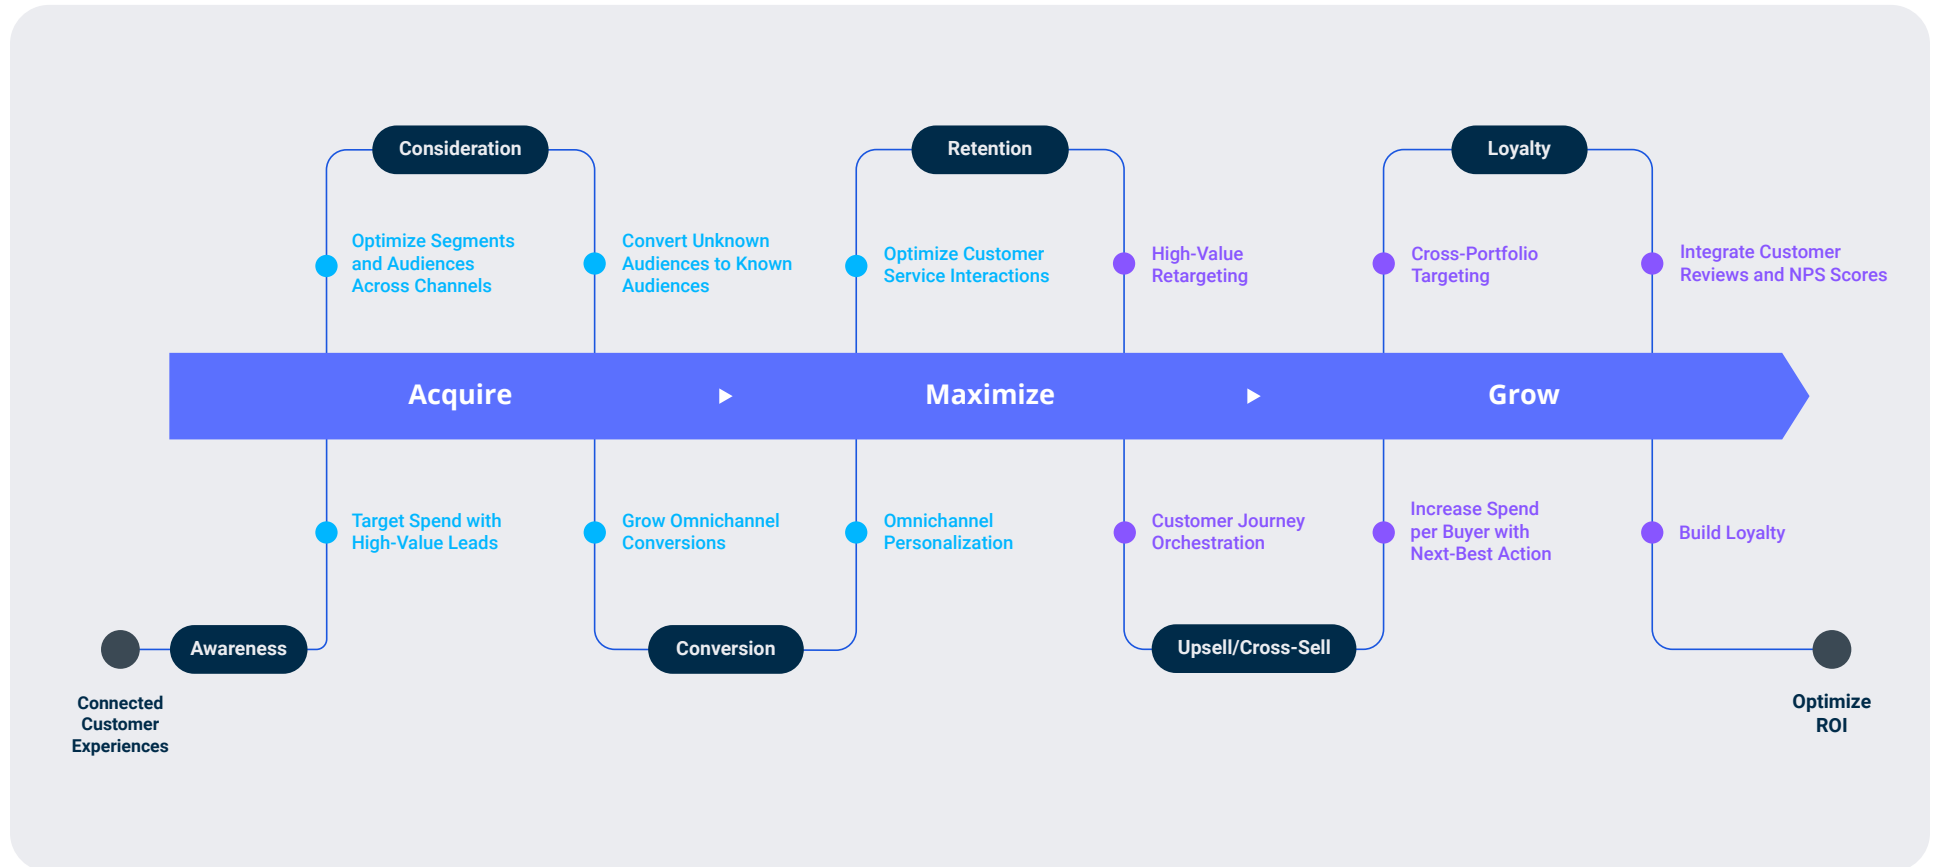 Consideration
Retention
Loyalty
Optimize Segments
and Audiences
Across Channels
Convert Unknown
Audiences to Known
Audiences
Optimize Customer
Service Interactions
High-Value
Retargeting
Cross-Portfolio
Targeting
Integrate Customer
Reviews and NPS Scores
Acquire
Maximize
Grow
Target Spend with
High-Value Leads
Grow Omnichannel
Conversions
Omnichannel
Personalization
Customer Journey
Orchestration
Increase Spend
per Buyer with
Next-Best Action
Build Loyalty
Awareness
Conversion
Upsell/Cross-Sell
Connected
Customer
Experiences
Optimize
ROI